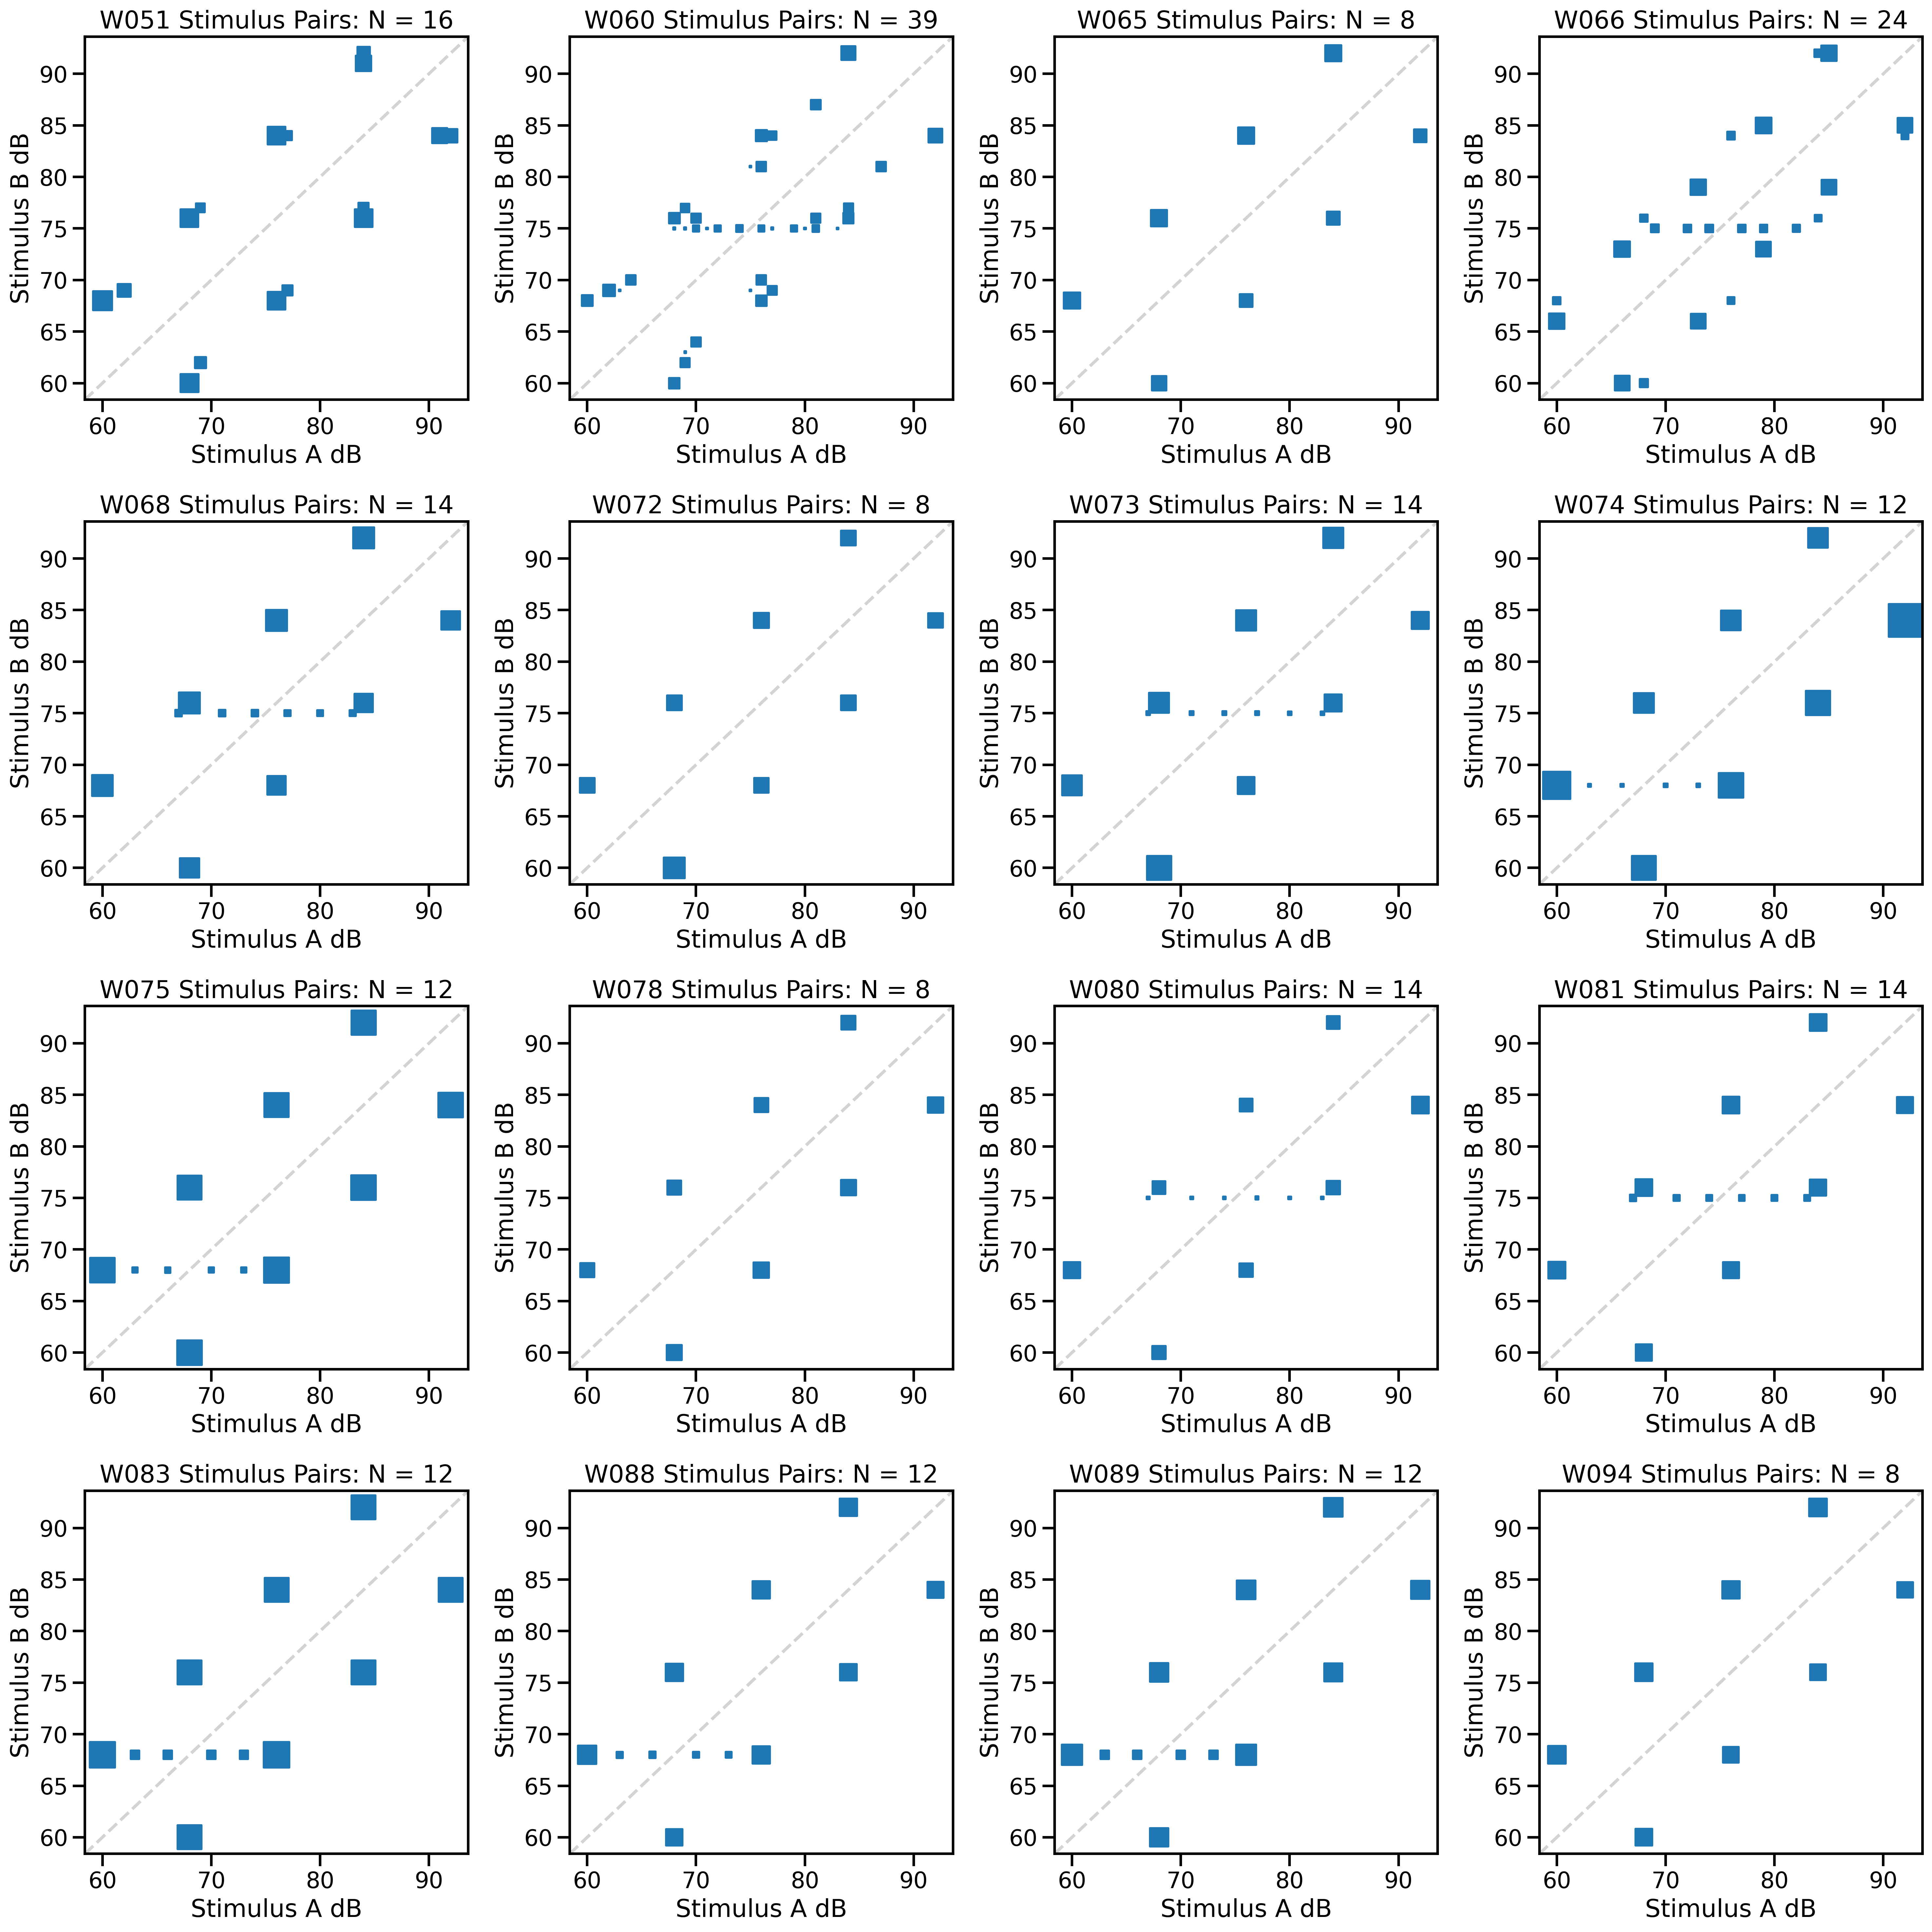 W051 Stimulus Pairs: N = 16
90
85
80
75
70
65
60
Stimulus B dB
60 70 80 90
Stimulus A dB
W060 Stimulus Pairs: N = 39
90
85
80
75
70
65
60
Stimulus B dB
60 70 80 90
Stimulus A dB
W065 Stimulus Pairs: N = 8
90
85
80
75
70
65
60
Stimulus B dB
60 70 80 90
Stimulus A dB
W066 Stimulus Pairs: N = 24
90
85
80
75
70
65
60
Stimulus B dB
60 70 80 90
Stimulus A dB
W068 Stimulus Pairs: N = 14
90
85
80
75
70
65
60
Stimulus B dB
60 70 80 90
Stimulus A dB
W072 Stimulus Pairs: N = 8
90
85
80
75
70
65
60
Stimulus B dB
60 70 80 90
Stimulus A dB
W073 Stimulus Pairs: N = 14
90
85
80
75
70
65
60
Stimulus B dB
60 70 80 90
Stimulus A dB
W074 Stimulus Pairs: N = 12
90
85
80
75
70
65
60
Stimulus B dB
60 70 80 90
Stimulus A dB
W075 Stimulus Pairs: N = 12
90
85
80
75
70
65
60
Stimulus B dB
60 70 80 90
Stimulus A dB
W078 Stimulus Pairs: N = 8
90
85
80
75
70
65
60
Stimulus B dB
60 70 80 90
Stimulus A dB
W080 Stimulus Pairs: N = 14
90
85
80
75
70
65
60
Stimulus B dB
60 70 80 90
Stimulus A dB
W081 Stimulus Pairs: N = 14
90
85
80
75
70
65
60
Stimulus B dB
60 70 80 90
Stimulus A dB
W083 Stimulus Pairs: N = 12
90
85
80
75
70
65
60
Stimulus B dB
60 70 80 90
Stimulus A dB
W088 Stimulus Pairs: N = 12
90
85
80
75
70
65
60
Stimulus B dB
60 70 80 90
Stimulus A dB
W089 Stimulus Pairs: N = 12
90
85
80
75
70
65
60
Stimulus B dB
60 70 80 90
Stimulus A dB
W094 Stimulus Pairs: N = 8
90
85
80
75
70
65
60
Stimulus B dB
60 70 80 90
Stimulus A dB